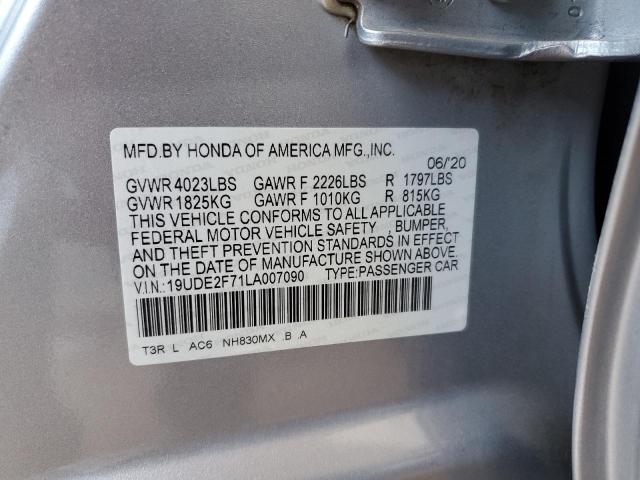 MFD.BY HONDA OF AMERICA MFG.,INC. 06/'20
GVWR 4023LBS GAWR F 2226LBS R 1797LBS
GVWR 1825KG GAWR F 1010KG R 815KG
THIS VEHICLE CONFORMS TO ALL APPLICABLE
FEDERAL MOTOR VEHICLE SAFETY , BUMPER,
AND THEFT PREVENTION STANDARDS IN EFFECT
ON THE DATE OF MANUFACTURE SHOWN ABOVE.
V.I.N.:19UDE2F71LA007090 TYPE:PASSENGER CAR
T3R L AC6 NH830MX .B .A